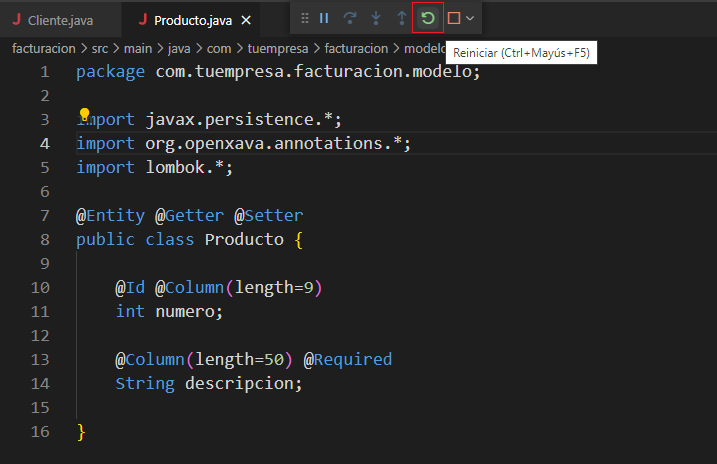 J Cliente.java J Producto.java
facturacion > src > main > java > com > tuempresa > facturacion > modelo
Reiniciar (Ctrl+Mayús+F5)
1 package com.tuempresa.facturacion.modelo;
2
3 import javax.persistence.*;
4 import org.openxava.annotations.*;
5 import lombok.*;
6
7 @Entity @Getter @Setter
8 public class Producto {
9
10 @Id @Column(length=9)
11 int numero;
12
13 @Column(length=50) @Required
14 String descripcion;
15
16 }